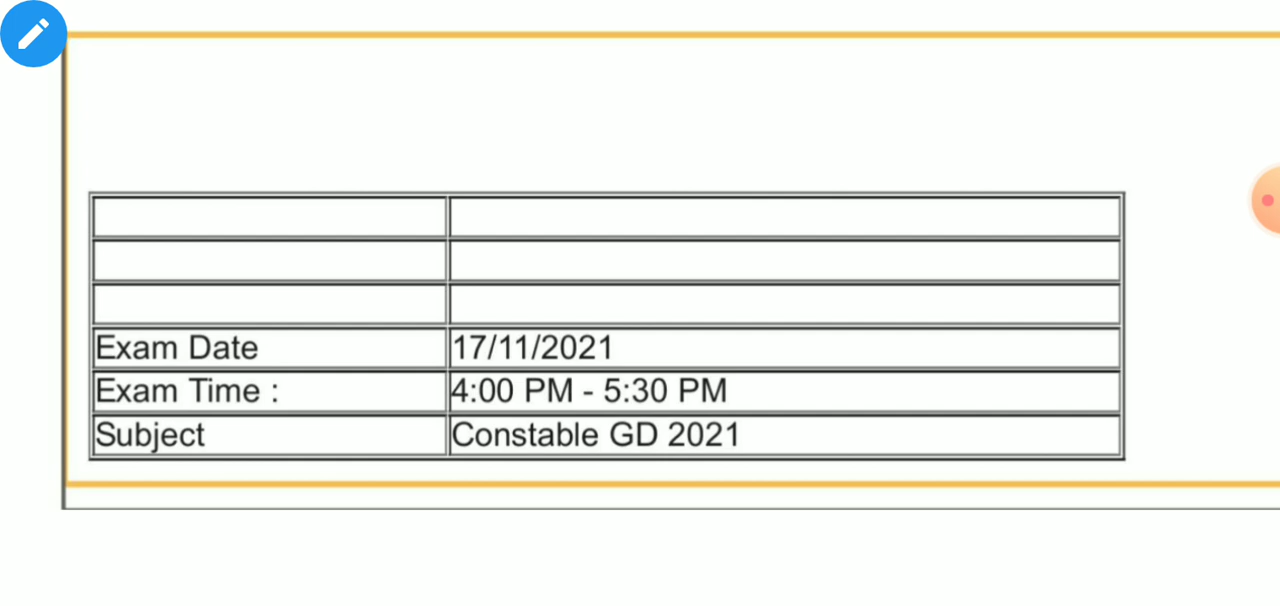 Exam Date 17/11/2021
Exam Time : 4:00 PM - 5:30 PM
Subject Constable GD 2021